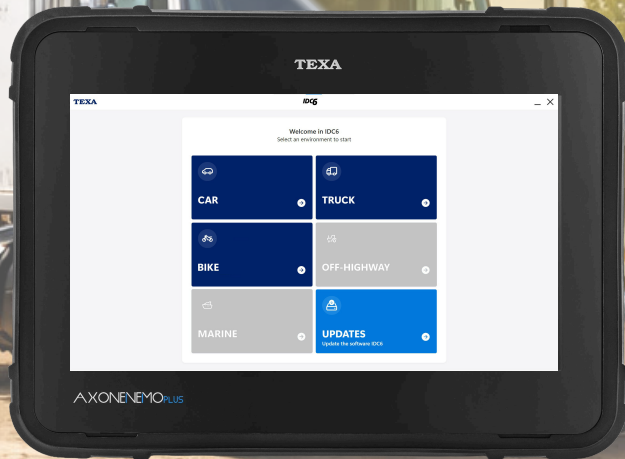 TEXA
TEXA
IDC6
Welcome in IDC6
Select an environment to start
CAR
TRUCK
BIKE
OFF-HIGHWAY
MARINE
UPDATES
Update the software IDC6
AXONENEMOPLUS